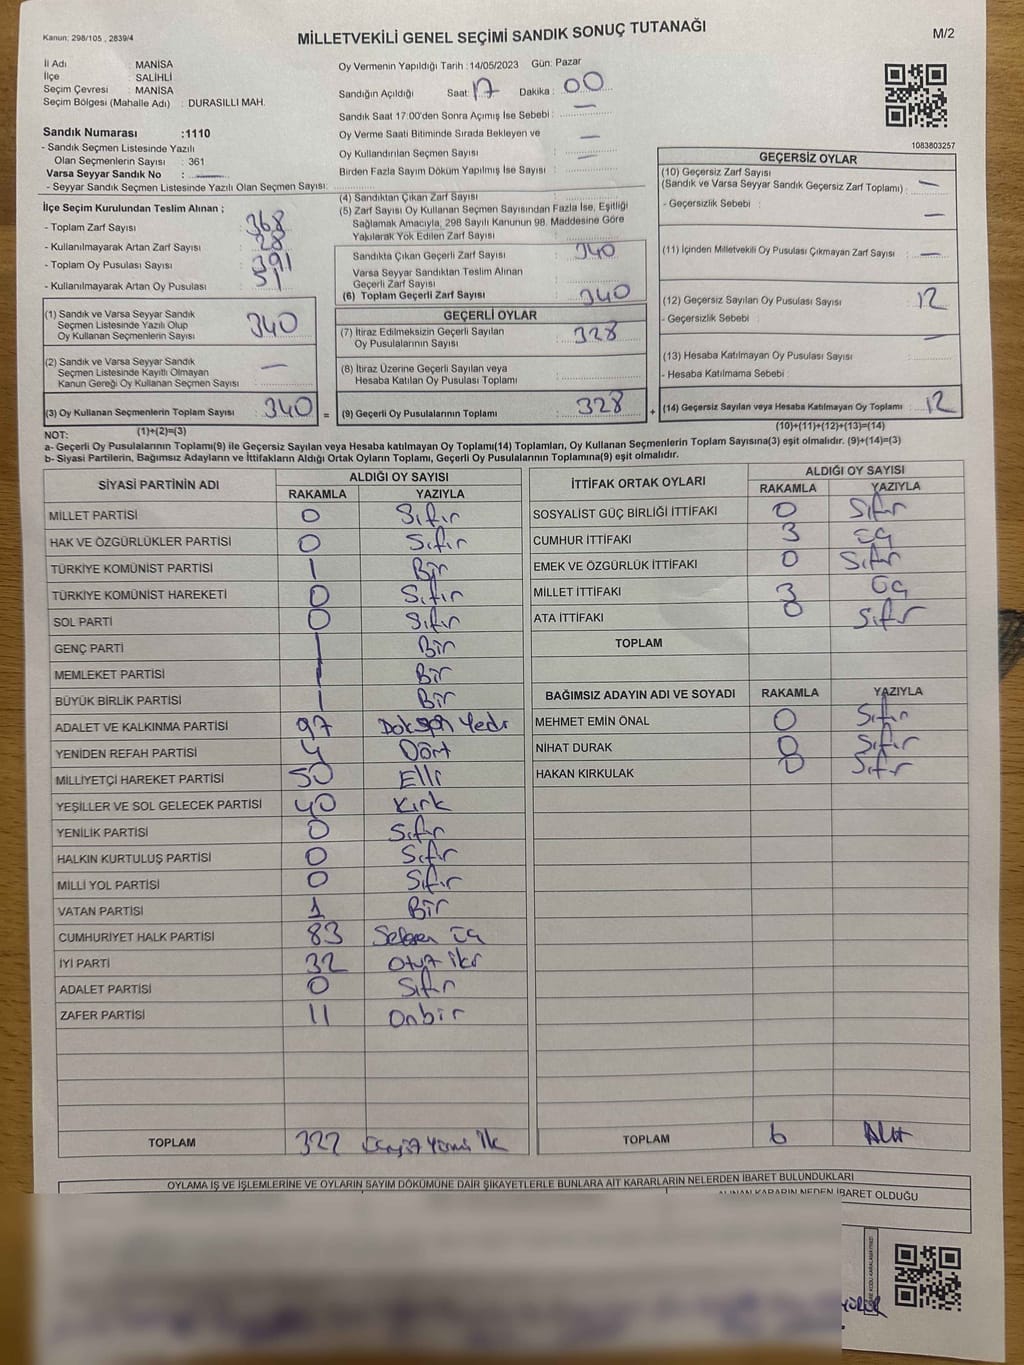 Kanun: 298/105 , 2839/4
MİLLETVEKİLİ GENEL SEÇİMİ SANDIK SONUÇ TUTANAĞI
M/2
İl Adı : MANİSA
İlçe : SALİHLİ
Seçim Çevresi : MANİSA
Seçim Bölgesi (Mahalle Adı) : DURASILLI MAH.
Sandık Numarası :1110
- Sandık Seçmen Listesinde Yazılı
Olan Seçmenlerin Sayısı : 361
Varsa Seyyar Sandık No : —
- Seyyar Sandık Seçmen Listesinde Yazılı Olan Seçmen Sayısı:
Oy Vermenin Yapıldığı Tarih : 14/05/2023 Gün: Pazar
Sandığın Açıldığı Saat: 17 Dakika : 00
Sandık Saat 17:00'den Sonra Açımış İse Sebebi : —
Oy Verme Saati Bitiminde Sırada Bekleyen ve
Oy Kullandırılan Seçmen Sayısı : —
Birden Fazla Sayım Döküm Yapılmış İse Sayısı : —
1083803257
İlçe Seçim Kurulundan Teslim Alınan ;
- Toplam Zarf Sayısı : 368
- Kullanılmayarak Artan Zarf Sayısı : 28
- Toplam Oy Pusulası Sayısı : 391
- Kullanılmayarak Artan Oy Pusulası : 51
(1) Sandık ve Varsa Seyyar Sandık
Seçmen Listesinde Yazılı Olup
Oy Kullanan Seçmenlerin Sayısı : 340
(2) Sandık ve Varsa Seyyar Sandık
Seçmen Listesinde Kayıtlı Olmayan
Kanun Gereği Oy Kullanan Seçmen Sayısı : —
(3) Oy Kullanan Seçmenlerin Toplam Sayısı : 340
(1)+(2)=(3)
(4) Sandıktan Çıkan Zarf Sayısı :
(5) Zarf Sayısı Oy Kullanan Seçmen Sayısından Fazla İse, Eşitliği
Sağlamak Amacıyla, 298 Sayılı Kanunun 98. Maddesine Göre
Yakılarak Yok Edilen Zarf Sayısı :
Sandıkta Çıkan Geçerli Zarf Sayısı : 340
Varsa Seyyar Sandıktan Teslim Alınan
Geçerli Zarf Sayısı :
(6) Toplam Geçerli Zarf Sayısı : 340
GEÇERLİ OYLAR
(7) İtiraz Edilmeksizin Geçerli Sayılan
Oy Pusulalarının Sayısı : 328
(8) İtiraz Üzerine Geçerli Sayılan veya
Hesaba Katılan Oy Pusulası Toplamı :
= (9) Geçerli Oy Pusulalarının Toplamı : 328
GEÇERSİZ OYLAR
(10) Geçersiz Zarf Sayısı
(Sandık ve Varsa Seyyar Sandık Geçersiz Zarf Toplamı) : —
- Geçersizlik Sebebi : —
(11) İçinden Milletvekili Oy Pusulası Çıkmayan Zarf Sayısı : —
(12) Geçersiz Sayılan Oy Pusulası Sayısı : 12
- Geçersizlik Sebebi : —
(13) Hesaba Katılmayan Oy Pusulası Sayısı :
- Hesaba Katılmama Sebebi :
+ (14) Geçersiz Sayılan veya Hesaba Katılmayan Oy Toplamı : 12
(10)+(11)+(12)+(13)=(14)
NOT:
a- Geçerli Oy Pusulalarının Toplamı(9) ile Geçersiz Sayılan veya Hesaba katılmayan Oy Toplamı(14) Toplamları, Oy Kullanan Seçmenlerin Toplam Sayısına(3) eşit olmalıdır. (9)+(14)=(3)
b- Siyasi Partilerin, Bağımsız Adayların ve İttifakların Aldığı Ortak Oyların Toplamı, Geçerli Oy Pusulalarının Toplamına(9) eşit olmalıdır.
SİYASİ PARTİNİN ADI ALDIĞI OY SAYISI
RAKAMLA YAZIYLA
MİLLET PARTİSİ 0 Sıfır
HAK VE ÖZGÜRLÜKLER PARTİSİ 0 Sıfır
TÜRKİYE KOMÜNİST PARTİSİ 1 Bir
TÜRKİYE KOMÜNİST HAREKETİ 0 Sıfır
SOL PARTİ 0 Sıfır
GENÇ PARTİ 1 Bir
MEMLEKET PARTİSİ 1 Bir
BÜYÜK BİRLİK PARTİSİ 1 Bir
ADALET VE KALKINMA PARTİSİ 97 Doksan Yedi
YENİDEN REFAH PARTİSİ 4 Dört
MİLLİYETÇİ HAREKET PARTİSİ 50 Elli
YEŞİLLER VE SOL GELECEK PARTİSİ 40 Kırk
YENİLİK PARTİSİ 0 Sıfır
HALKIN KURTULUŞ PARTİSİ 0 Sıfır
MİLLİ YOL PARTİSİ 0 Sıfır
VATAN PARTİSİ 1 Bir
CUMHURİYET HALK PARTİSİ 83 Seksen üç
İYİ PARTİ 32 Otuz iki
ADALET PARTİSİ 0 Sıfır
ZAFER PARTİSİ 11 Onbir
TOPLAM 322
İTTİFAK ORTAK OYLARI ALDIĞI OY SAYISI
RAKAMLA YAZIYLA
SOSYALİST GÜÇ BİRLİĞİ İTTİFAKI 0 Sıfır
CUMHUR İTTİFAKI 3 üç
EMEK VE ÖZGÜRLÜK İTTİFAKI 0 Sıfır
MİLLET İTTİFAKI 3 üç
ATA İTTİFAKI 0 Sıfır
TOPLAM
BAĞIMSIZ ADAYIN ADI VE SOYADI RAKAMLA YAZIYLA
MEHMET EMİN ÖNAL 0 Sıfır
NİHAT DURAK 0 Sıfır
HAKAN KIRKULAK 0 Sıfır
TOPLAM 6 Altı
OYLAMA İŞ VE İŞLEMLERİNE VE OYLARIN SAYIM DÖKÜMÜNE DAİR ŞİKAYETLERLE BUNLARA AİT KARARLARIN NELERDEN İBARET BULUNDUKLARI
ALINAN KARARIN NEDEN İBARET OLDUĞU